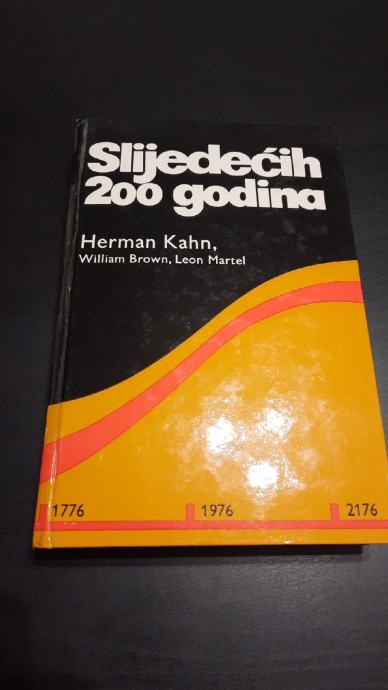 Slijedećih
200 godina
Herman Kahn,
William Brown, Leon Martel
1776 1976 2176